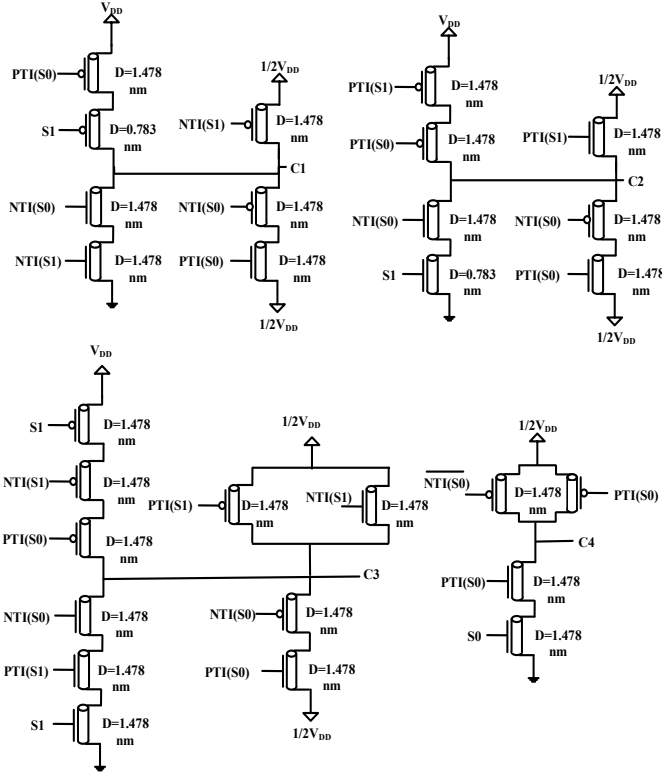 V_DD
PTI(S0)
D=1.478
nm
S1
D=0.783
nm
NTI(S0)
D=1.478
nm
NTI(S1)
D=1.478
nm
1/2V_DD
NTI(S1)
D=1.478
nm
C1
NTI(S0)
D=1.478
nm
PTI(S0)
D=1.478
nm
1/2V_DD
V_DD
PTI(S1)
D=1.478
nm
PTI(S0)
D=1.478
nm
NTI(S0)
D=1.478
nm
S1
D=0.783
nm
1/2V_DD
PTI(S1)
D=1.478
nm
C2
NTI(S0)
D=1.478
nm
PTI(S0)
D=1.478
nm
1/2V_DD
V_DD
S1
D=1.478
nm
NTI(S1)
D=1.478
nm
PTI(S0)
D=1.478
nm
NTI(S0)
D=1.478
nm
PTI(S1)
D=1.478
nm
S1
D=1.478
nm
1/2V_DD
PTI(S1)
D=1.478
nm
NTI(S1)
D=1.478
nm
C3
NTI(S0)
D=1.478
nm
PTI(S0)
D=1.478
nm
1/2V_DD
1/2V_DD
NTI(S0)
D=1.478
nm
PTI(S0)
C4
PTI(S0)
D=1.478
nm
S0
D=1.478
nm